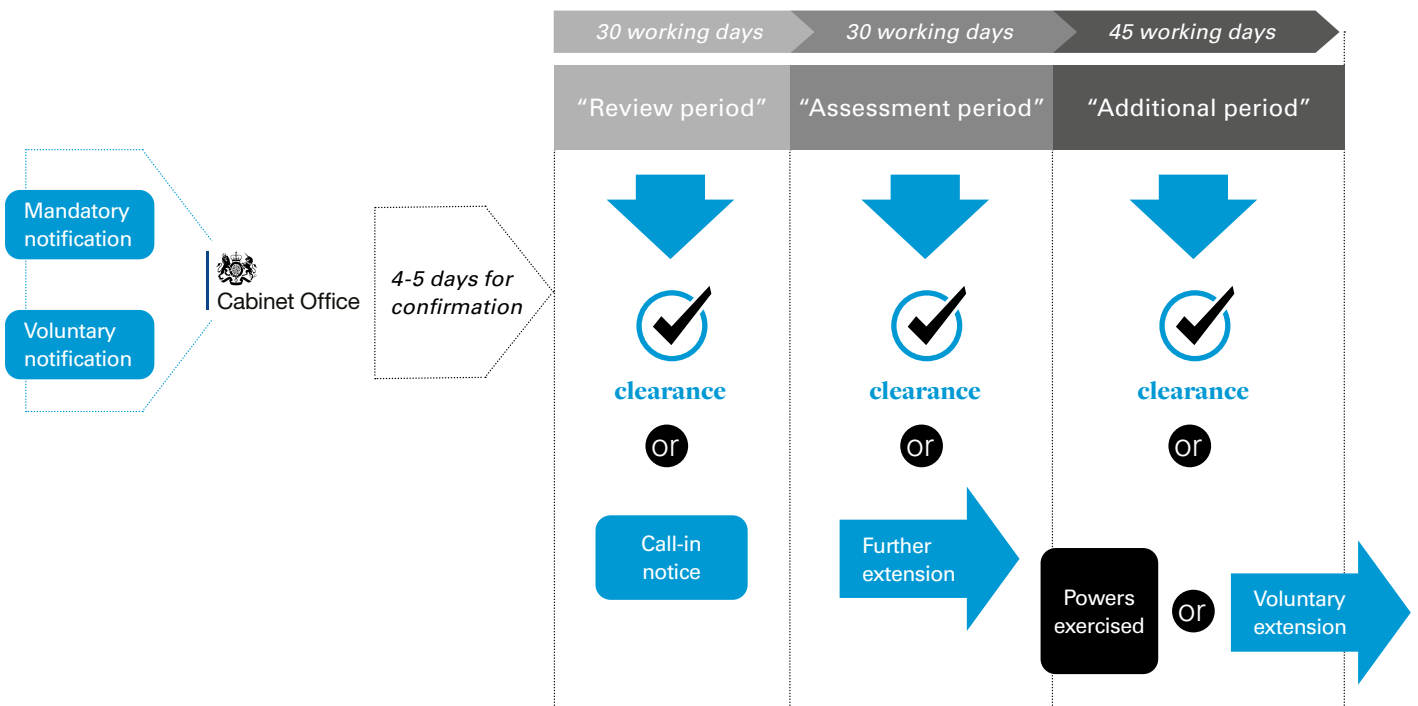 30 working days
30 working days
45 working days
“Review period”
“Assessment period”
“Additional period”
Mandatory
notification
Voluntary
notification
Cabinet Office
4-5 days for
confirmation
clearance
clearance
clearance
or
or
or
Call-in
notice
Further
extension
Powers
exercised
or
Voluntary
extension